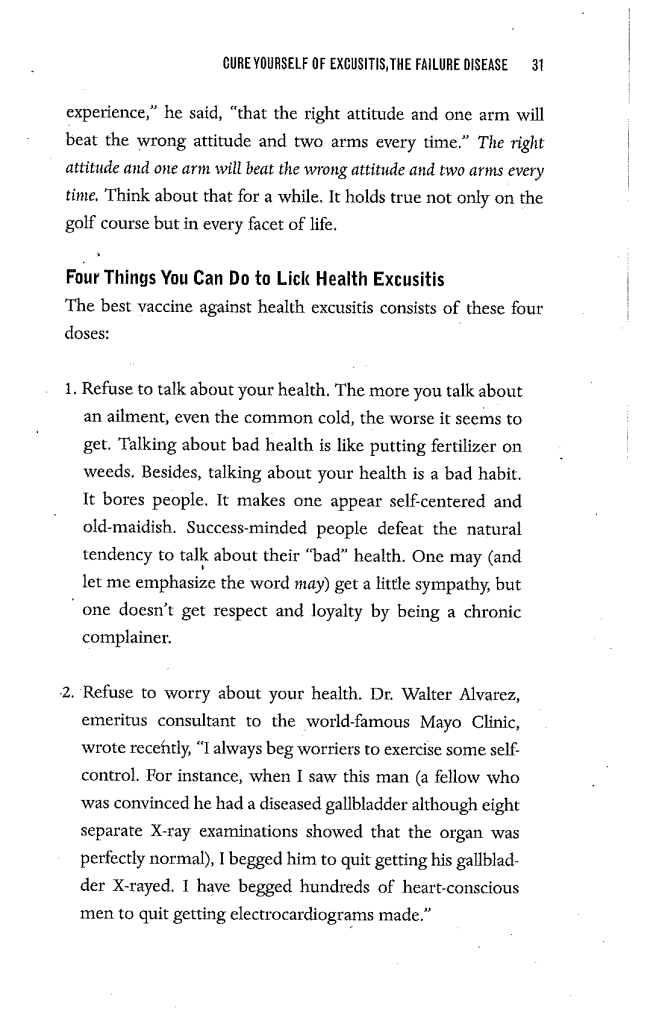 CURE YOURSELF OF EXCUSITIS,THE FAILURE DISEASE 31
experience,” he said, “that the right attitude and one arm will
beat the wrong attitude and two arms every time.” The right
attitude and one arm will beat the wrong attitude and two arms every
time. Think about that for a while. It holds true not only on the
golf course but in every facet of life.
Four Things You Can Do to Lick Health Excusitis
The best vaccine against health excusitis consists of these four
doses:
1. Refuse to talk about your health. The more you talk about
an ailment, even the common cold, the worse it seems to
get. Talking about bad health is like putting fertilizer on
weeds. Besides, talking about your health is a bad habit.
It bores people. It makes one appear self-centered and
old-maidish. Success-minded people defeat the natural
tendency to talk about their “bad” health. One may (and
let me emphasize the word may) get a little sympathy, but
one doesn’t get respect and loyalty by being a chronic
complainer.
2. Refuse to worry about your health. Dr. Walter Alvarez,
emeritus consultant to the world-famous Mayo Clinic,
wrote recently, “I always beg worriers to exercise some self-
control. For instance, when I saw this man (a fellow who
was convinced he had a diseased gallbladder although eight
separate X-ray examinations showed that the organ was
perfectly normal), I begged him to quit getting his gallblad-
der X-rayed. I have begged hundreds of heart-conscious
men to quit getting electrocardiograms made.”